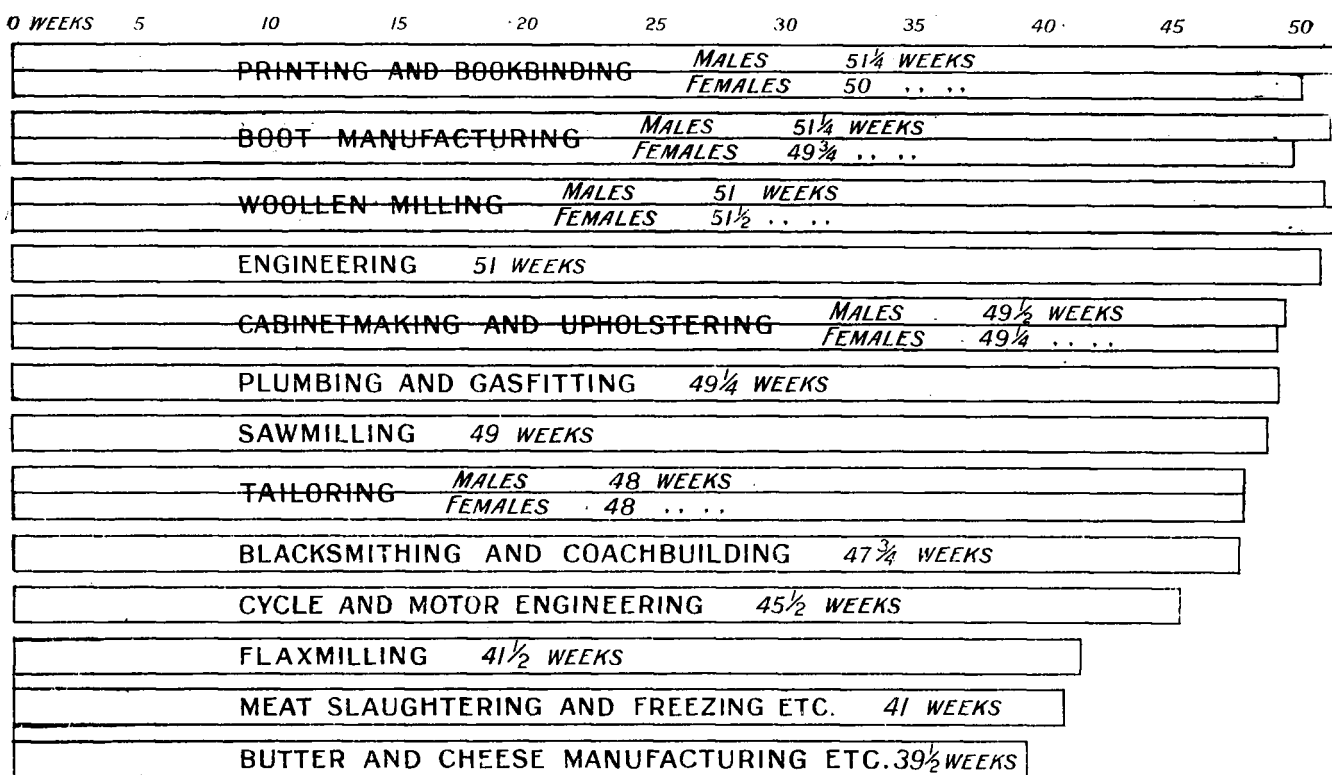 0 WEEKS 5 10 15 20 25 30 35 40 45 50
PRINTING AND BOOKBINDING MALES 51¼ WEEKS
FEMALES 50 .. ..
BOOT MANUFACTURING MALES 51¼ WEEKS
FEMALES 49¾ .. ..
WOOLLEN MILLING MALES 51 WEEKS
FEMALES 51½ .. ..
ENGINEERING 51 WEEKS
CABINETMAKING AND UPHOLSTERING MALES 49½ WEEKS
FEMALES 49¼ .. ..
PLUMBING AND GASFITTING 49¼ WEEKS
SAWMILLING 49 WEEKS
TAILORING MALES 48 WEEKS
FEMALES 48 .. ..
BLACKSMITHING AND COACHBUILDING 47¾ WEEKS
CYCLE AND MOTOR ENGINEERING 45½ WEEKS
FLAXMILLING 41½ WEEKS
MEAT SLAUGHTERING AND FREEZING ETC. 41 WEEKS
BUTTER AND CHEESE MANUFACTURING ETC. 39½ WEEKS